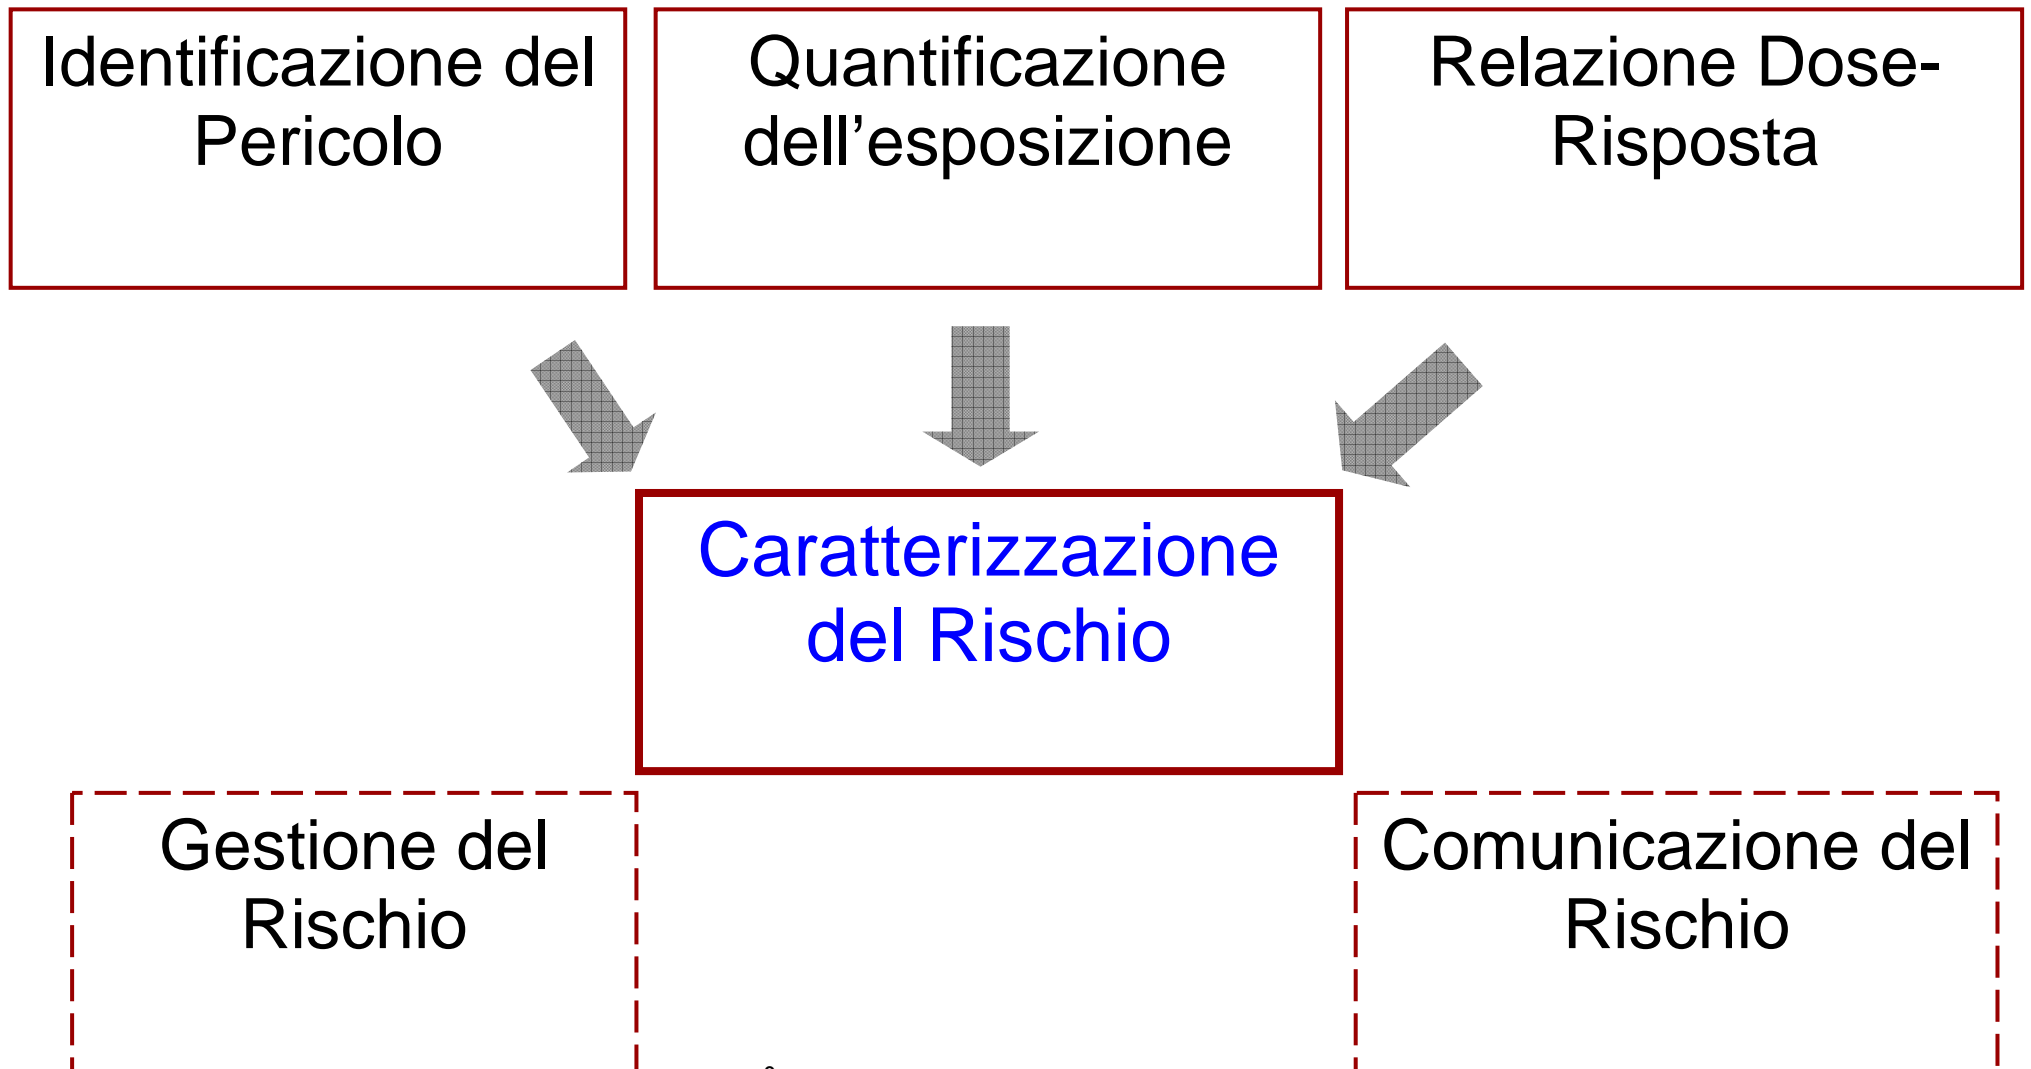 Identificazione del
Pericolo
Quantificazione
dell’esposizione
Relazione Dose-
Risposta
Caratterizzazione
del Rischio
Gestione del
Rischio
Comunicazione del
Rischio